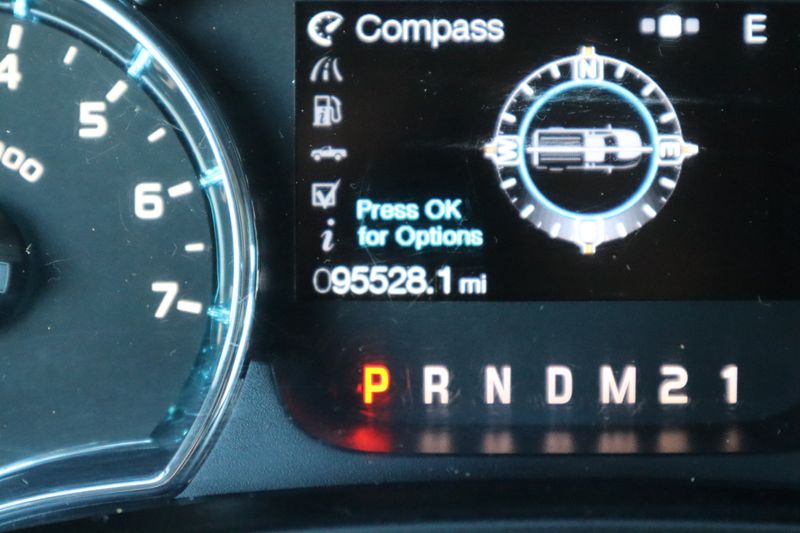 Compass
E
N
W
E
Press OK
for Options
095528.1 mi
4
5
6
7
P R N D M 2 1